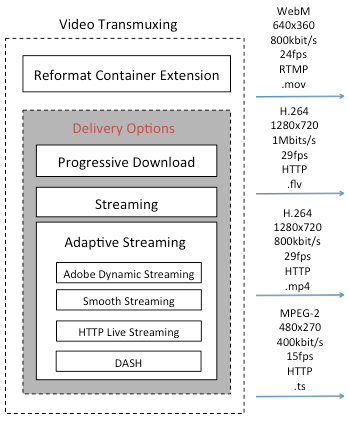 Video Transmuxing
Reformat Container Extension
Delivery Options
Progressive Download
Streaming
Adaptive Streaming
Adobe Dynamic Streaming
Smooth Streaming
HTTP Live Streaming
DASH
WebM
640x360
800kbit/s
24fps
RTMP
.mov
H.264
1280x720
1Mbits/s
29fps
HTTP
.flv
H.264
1280x720
800kbit/s
29fps
HTTP
.mp4
MPEG-2
480x270
400kbit/s
15fps
HTTP
.ts